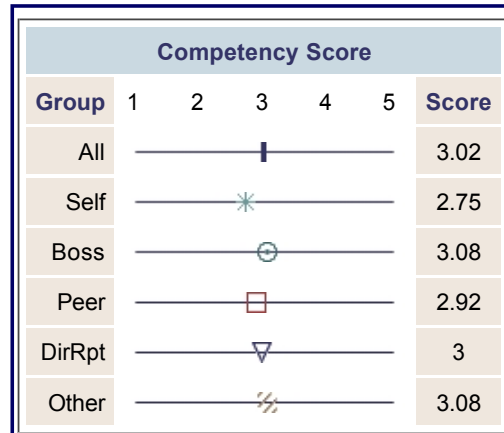 Competency Score
Group 1 2 3 4 5 Score
All 3.02
Self 2.75
Boss 3.08
Peer 2.92
DirRpt 3
Other 3.08